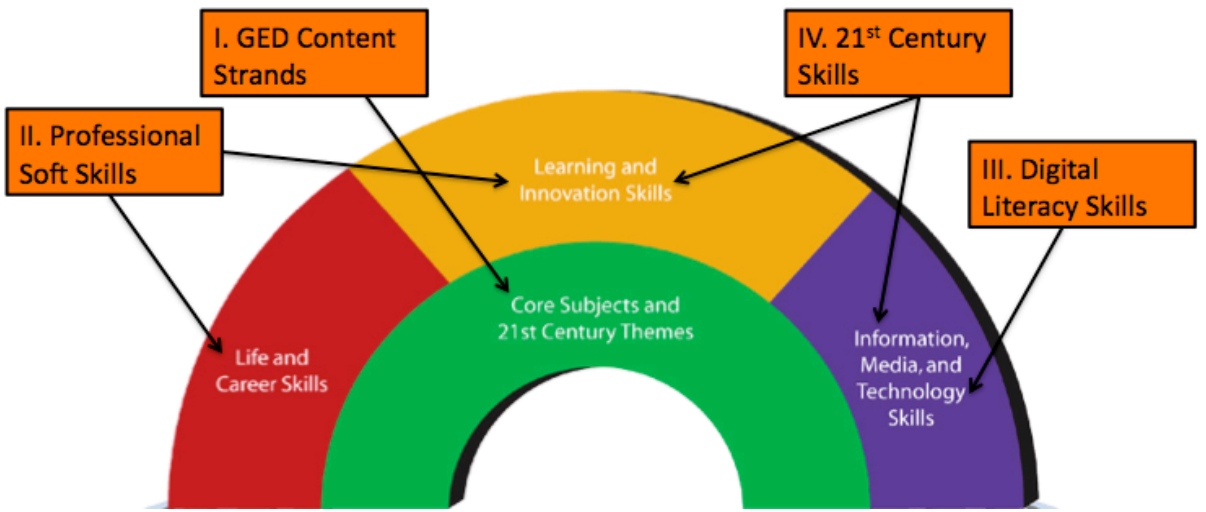 I. GED Content
Strands
IV. 21st Century
Skills
II. Professional
Soft Skills
III. Digital
Literacy Skills
Learning and
Innovation Skills
Core Subjects and
21st Century Themes
Life and
Career Skills
Information,
Media, and
Technology
Skills